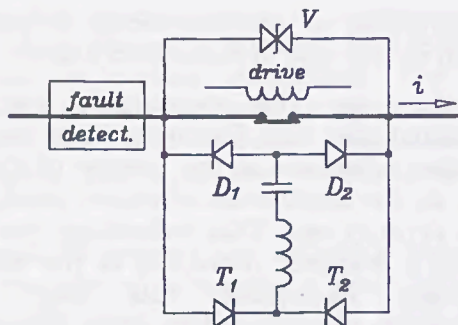 V
drive
i
fault
detect.
D1 D2
T1 T2